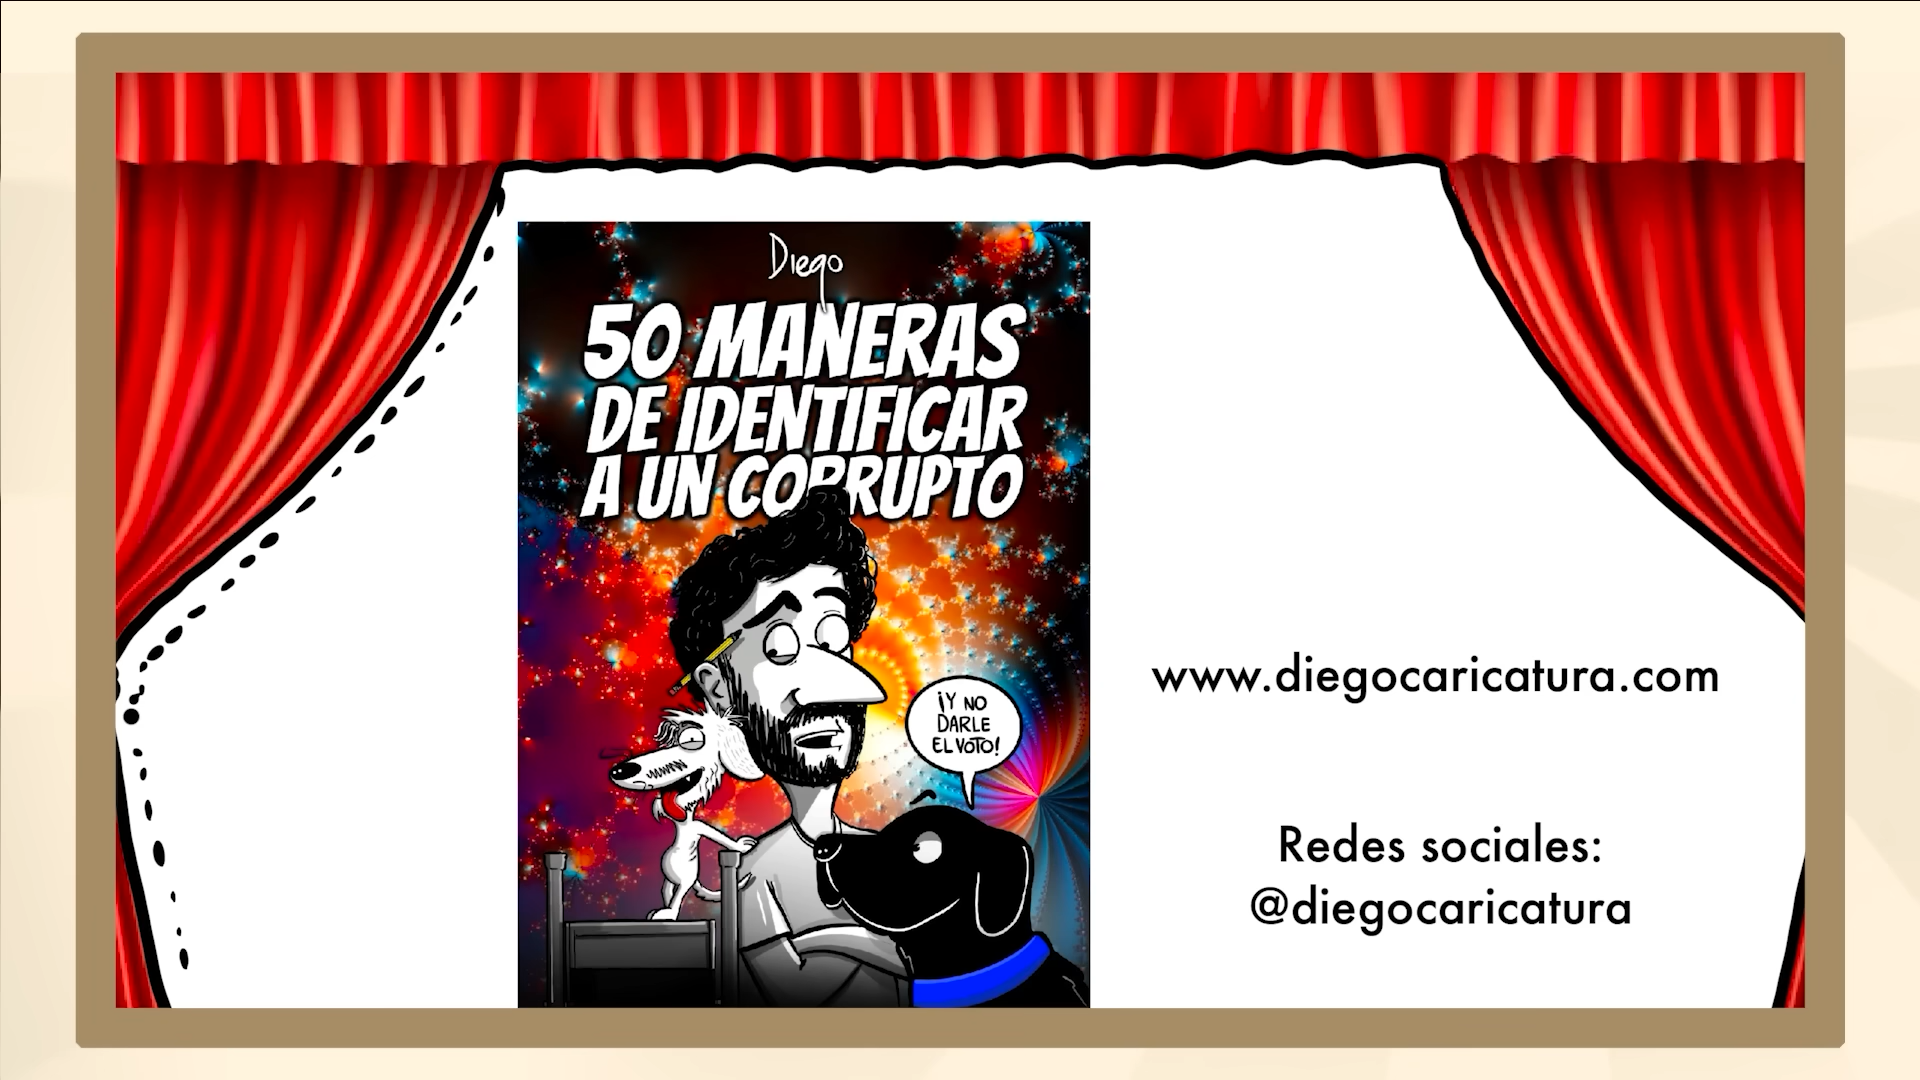 Diego
50 MANERAS
DE IDENTIFICAR
A UN CORRUPTO
¡Y NO
DARLE
EL VOTO!
www.diegocaricatura.com
Redes sociales:
@diegocaricatura